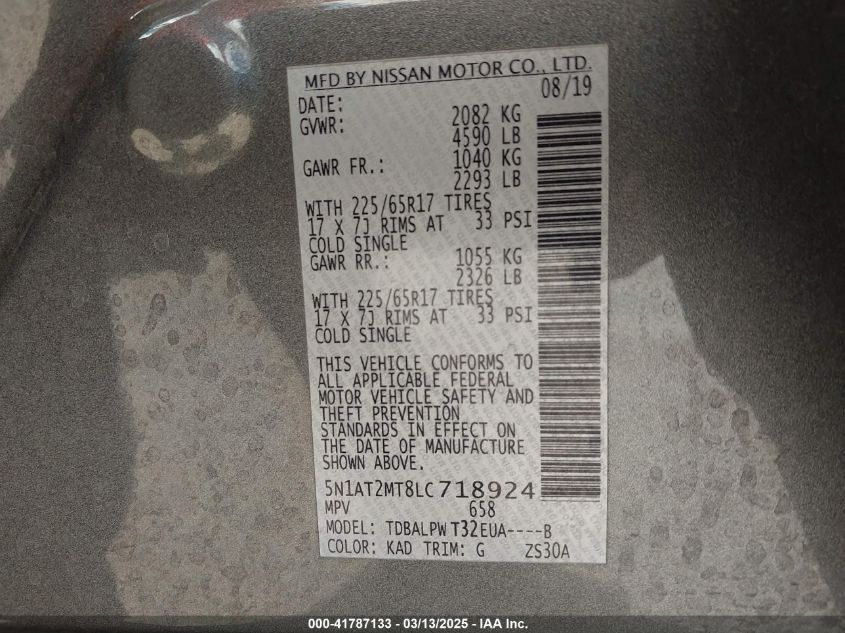 MFD BY NISSAN MOTOR CO., LTD.
DATE: 08/19
GVWR: 2082 KG
4590 LB
GAWR FR.: 1040 KG
2293 LB
WITH 225/65R17 TIRES
17 X 7J RIMS AT 33 PSI
COLD SINGLE
GAWR RR.: 1055 KG
2326 LB
WITH 225/65R17 TIRES
17 X 7J RIMS AT 33 PSI
COLD SINGLE
THIS VEHICLE CONFORMS TO
ALL APPLICABLE FEDERAL
MOTOR VEHICLE SAFETY AND
THEFT PREVENTION
STANDARDS IN EFFECT ON
THE DATE OF MANUFACTURE
SHOWN ABOVE.
5N1AT2MT8LC718924
MPV 658
MODEL: TDBALPW T32EUA----B
COLOR: KAD TRIM: G ZS30A
000-41787133 - 03/13/2025 - IAA Inc.